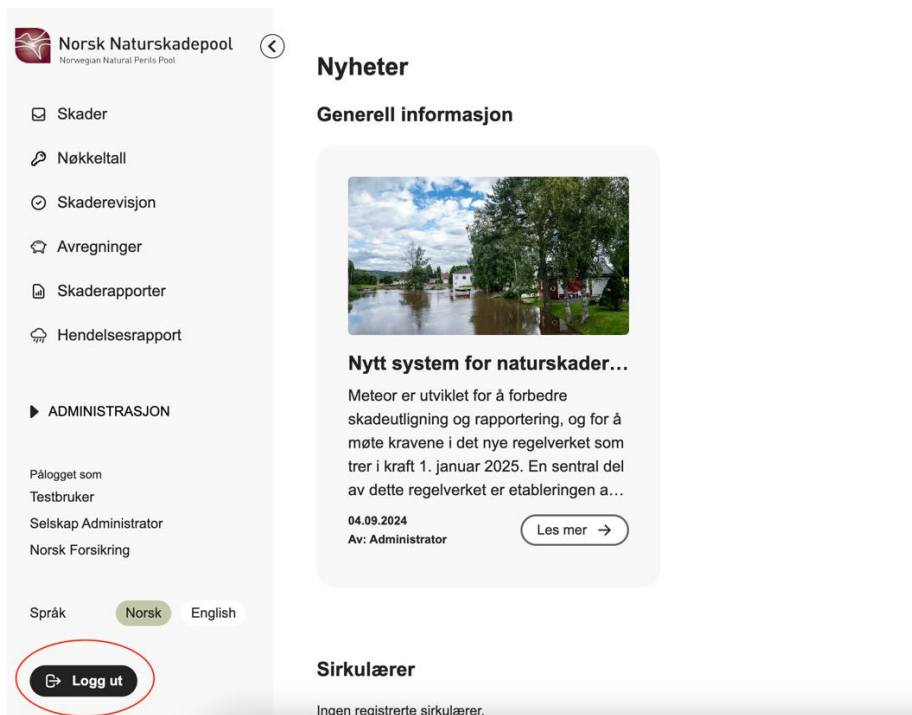 Norsk Naturskadepool
Norwegian Natural Perils Pool
Skader
Nøkkeltall
Skaderevisjon
Avregninger
Skaderapporter
Hendelsesrapport
ADMINISTRASJON
Pålogget som
Testbruker
Selskap Administrator
Norsk Forsikring
Språk Norsk English
Logg ut
Nyheter
Generell informasjon
Nytt system for naturskader...
Meteor er utviklet for å forbedre
skadeutligning og rapportering, og for å
møte kravene i det nye regelverket som
trer i kraft 1. januar 2025. En sentral del
av dette regelverket er etableringen a...
04.09.2024
Av: Administrator
Les mer
Sirkulærer
Ingen registrerte sirkulærer.